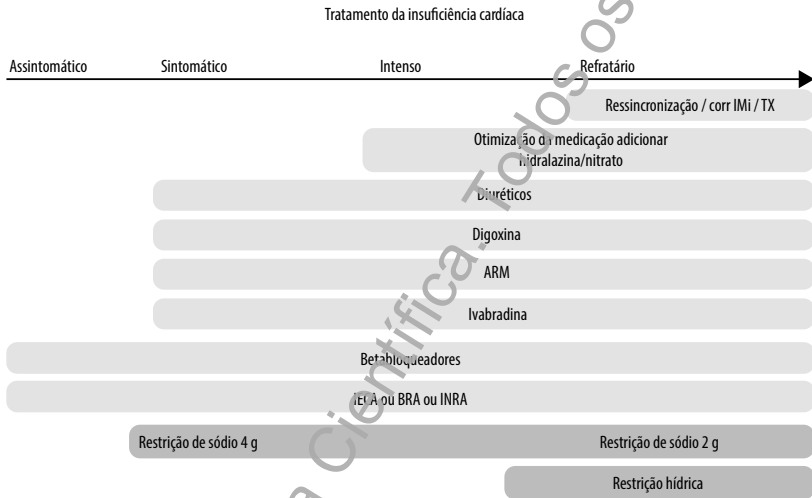 Tratamento da insuficiência cardíaca
Assintomático Sintomático Intenso Refratário
Ressincronização / corr IMi / TX
Otimização da medicação adicionar
hidralazina/nitrato
Diuréticos
Digoxina
ARM
Ivabradina
Betabloqueadores
IECA ou BRA ou INRA
Restrição de sódio 4 g Restrição de sódio 2 g
Restrição hídrica
Científica. Todos os